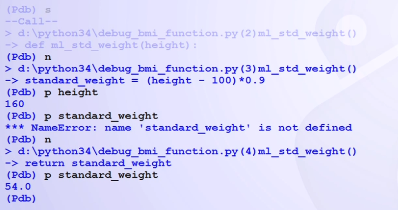 (Pdb) s
--Call--
> d:\python34\debug_bmi_function.py(2)ml_std_weight()
-> def ml_std_weight(height):
(Pdb) n
> d:\python34\debug_bmi_function.py(3)ml_std_weight()
-> standard_weight = (height - 100)*0.9
(Pdb) p height
160
(Pdb) p standard_weight
*** NameError: name 'standard_weight' is not defined
(Pdb) n
> d:\python34\debug_bmi_function.py(4)ml_std_weight()
-> return standard_weight
(Pdb) p standard_weight
54.0
(Pdb)